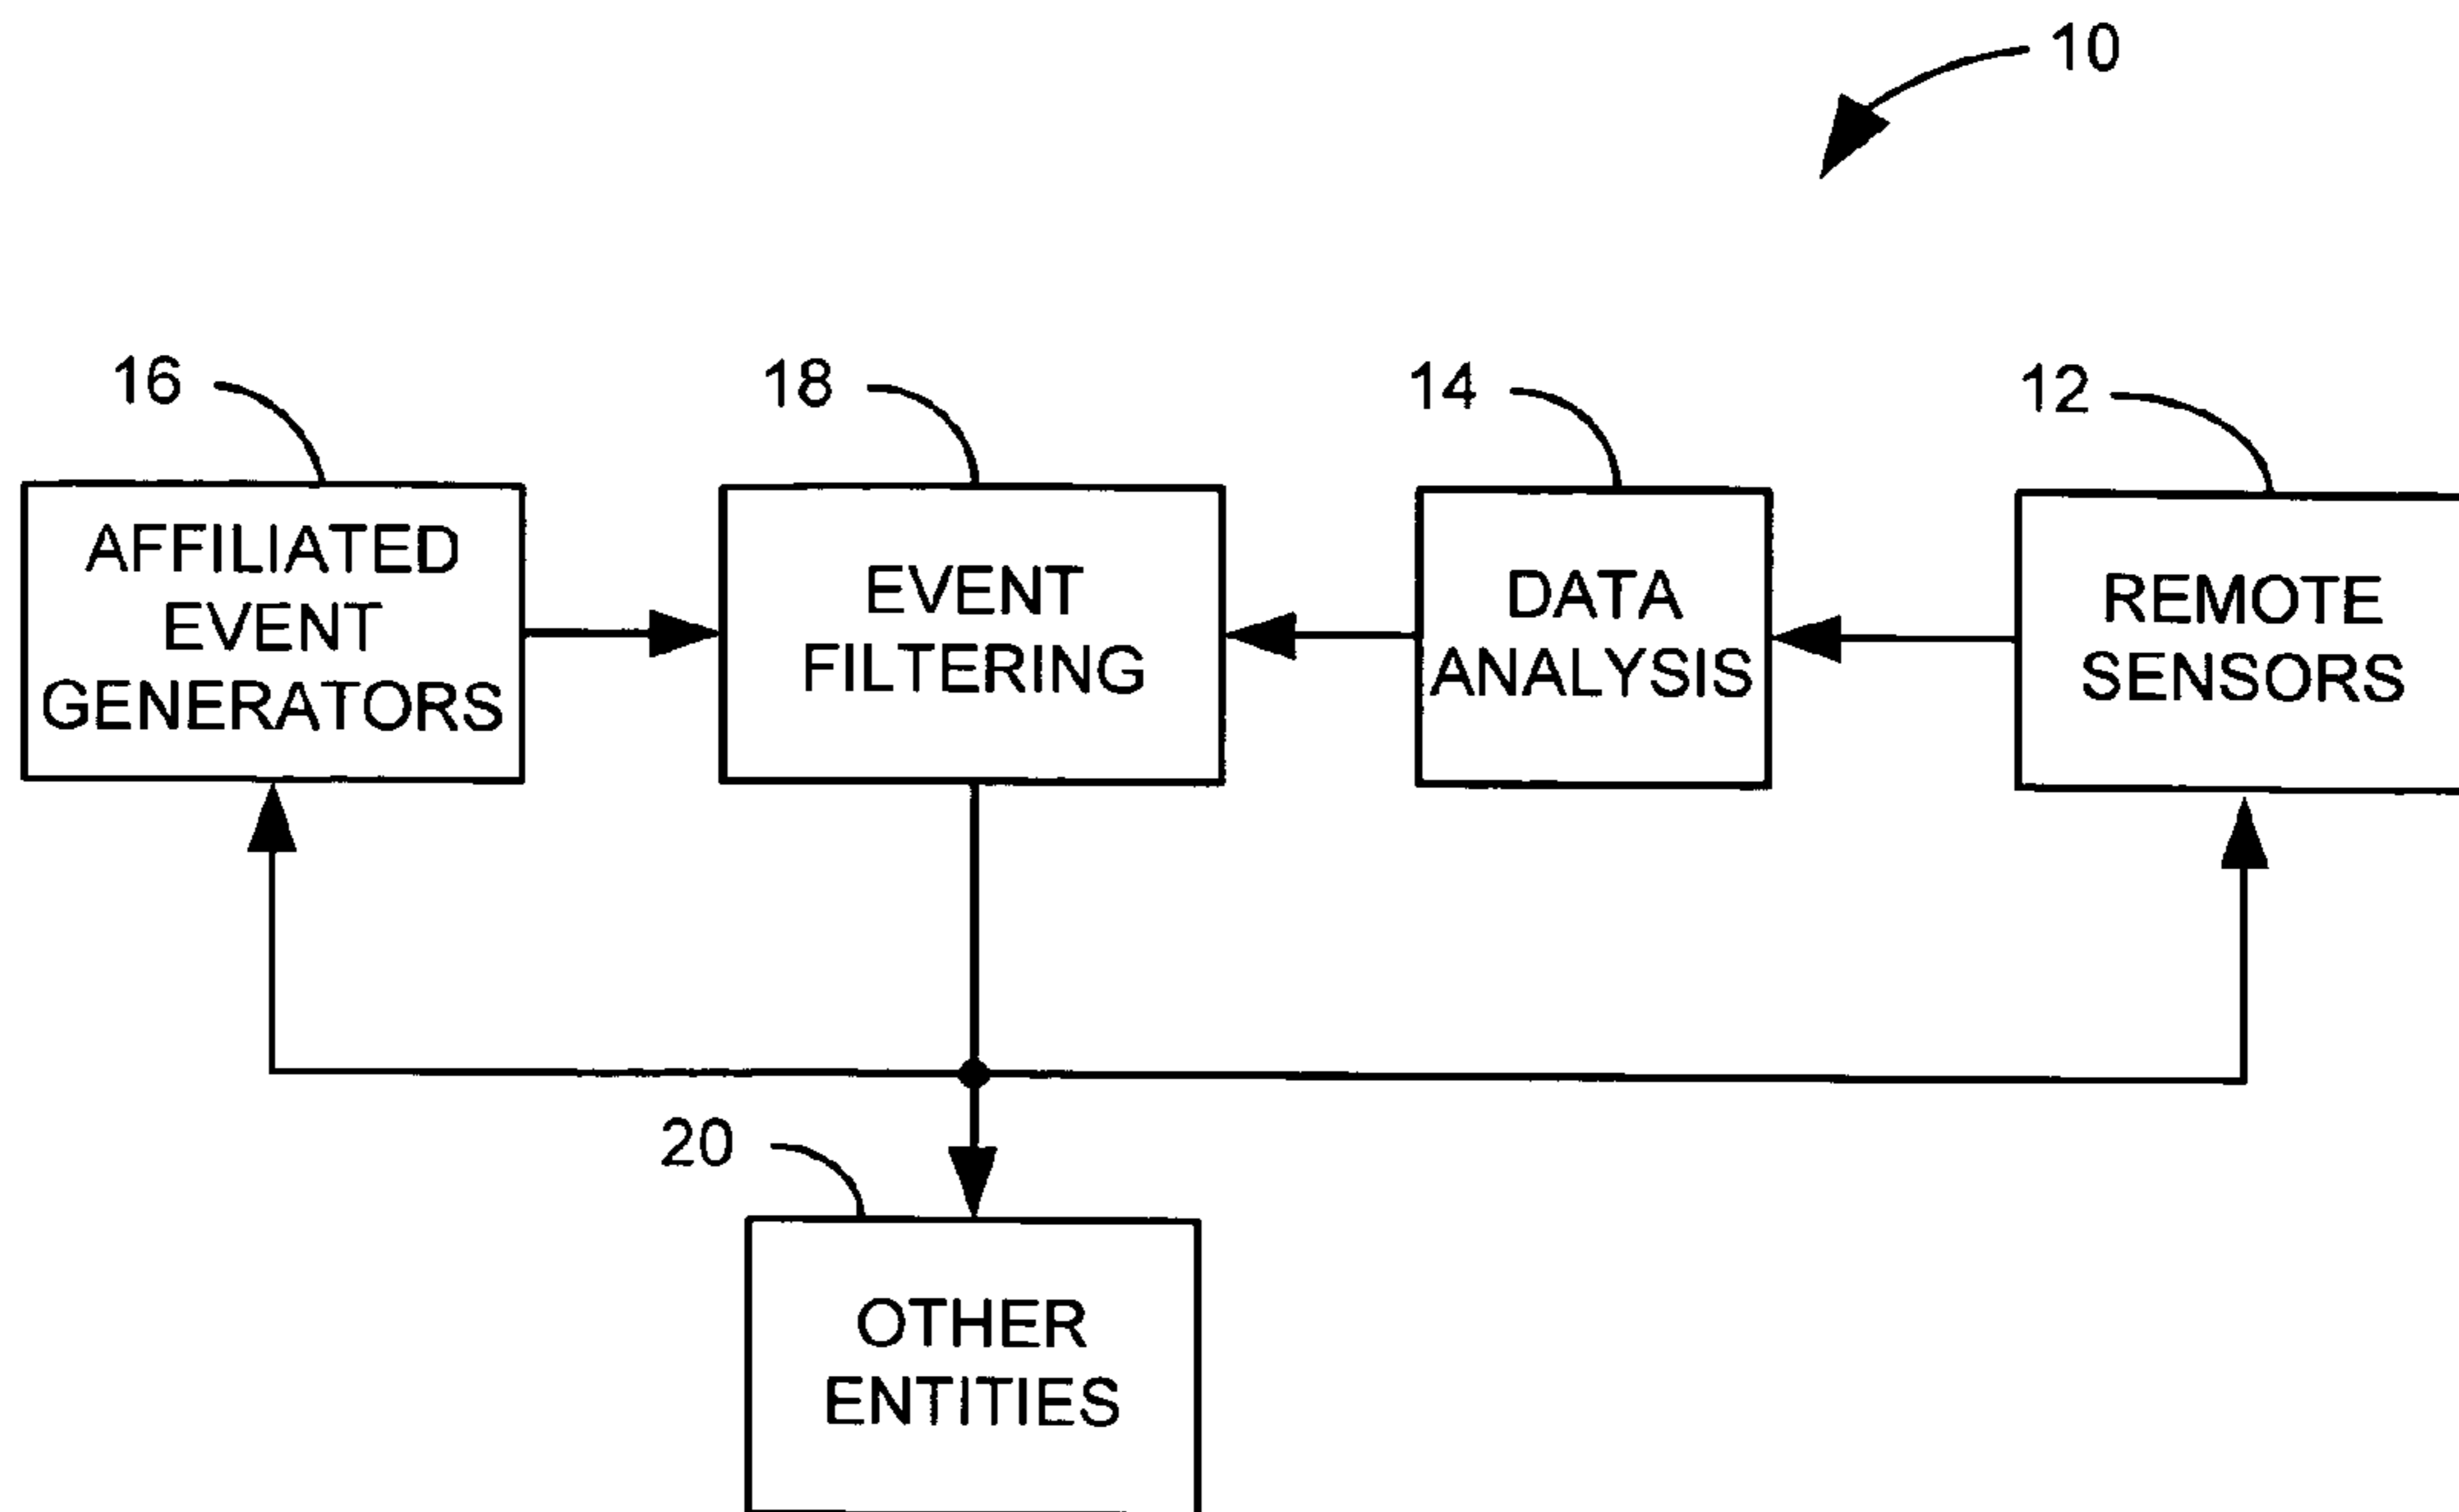 10
16
18
14
12
AFFILIATED
EVENT
GENERATORS
EVENT
FILTERING
DATA
ANALYSIS
REMOTE
SENSORS
20
OTHER
ENTITIES